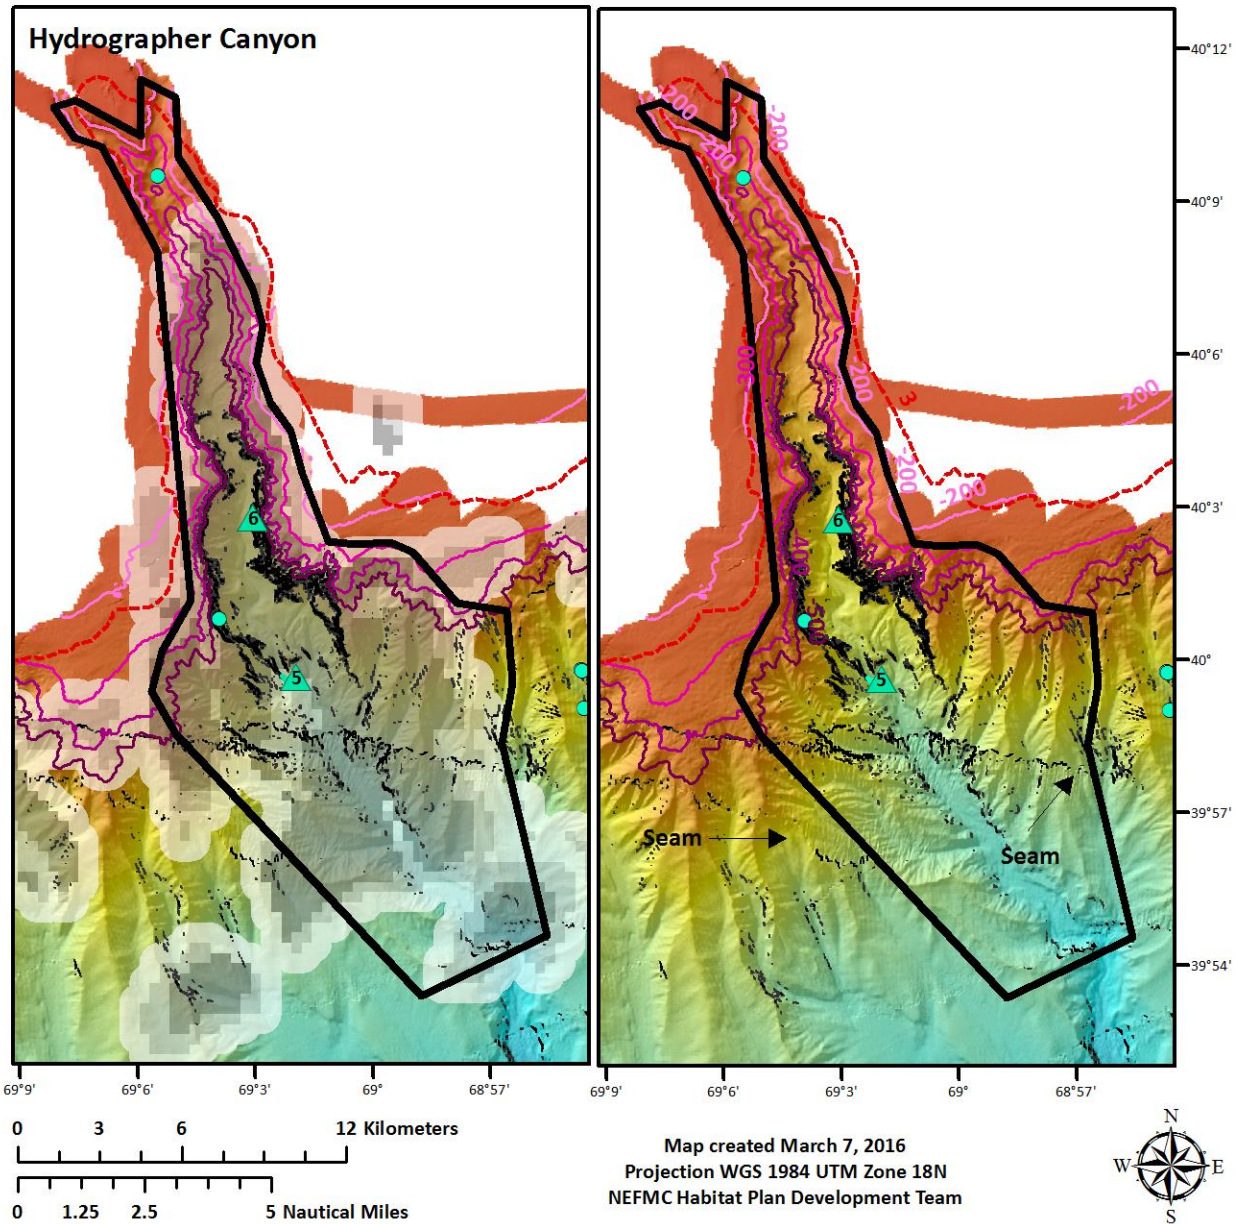 Hydrographer Canyon
6
5
-200
-200
-200
300
-200
3
-200
-200
-200
6
400
500
5
Seam
Seam
40°12'
40°9'
40°6'
40°3'
40°
39°57'
39°54'
69°9' 69°6' 69°3' 69° 68°57'
69°9' 69°6' 69°3' 69° 68°57'
0 3 6 12 Kilometers
0 1.25 2.5 5 Nautical Miles
Map created March 7, 2016
Projection WGS 1984 UTM Zone 18N
NEFMC Habitat Plan Development Team
N
W E
S